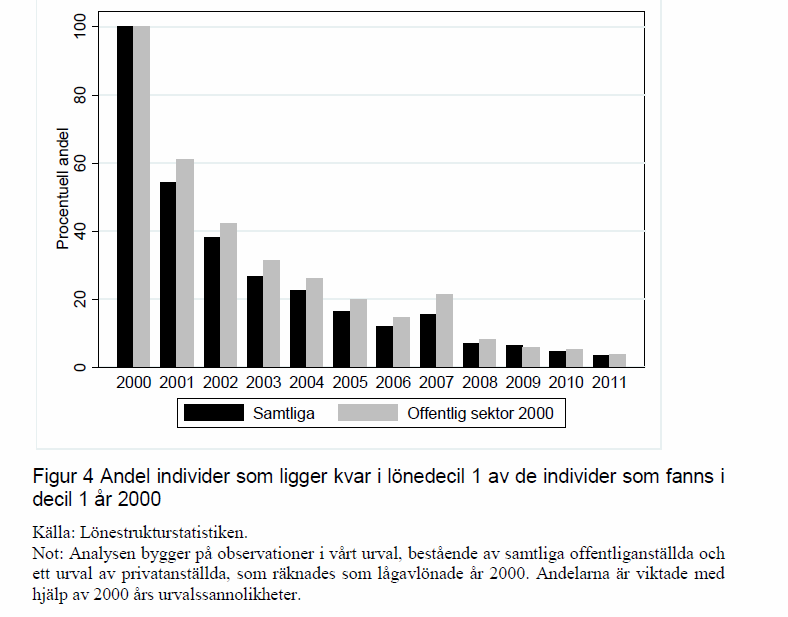 100
80
60
40
20
0
Procentuell andel
2000 2001 2002 2003 2004 2005 2006 2007 2008 2009 2010 2011
Samtliga Offentlig sektor 2000
Figur 4 Andel individer som ligger kvar i lönedecil 1 av de individer som fanns i
decil 1 år 2000
Källa: Lönestrukturstatistiken.
Not: Analysen bygger på observationer i vårt urval, bestående av samtliga offentliganställda och
ett urval av privatanställda, som räknades som lågavlönade år 2000. Andelarna är viktade med
hjälp av 2000 års urvalssannolikheter.